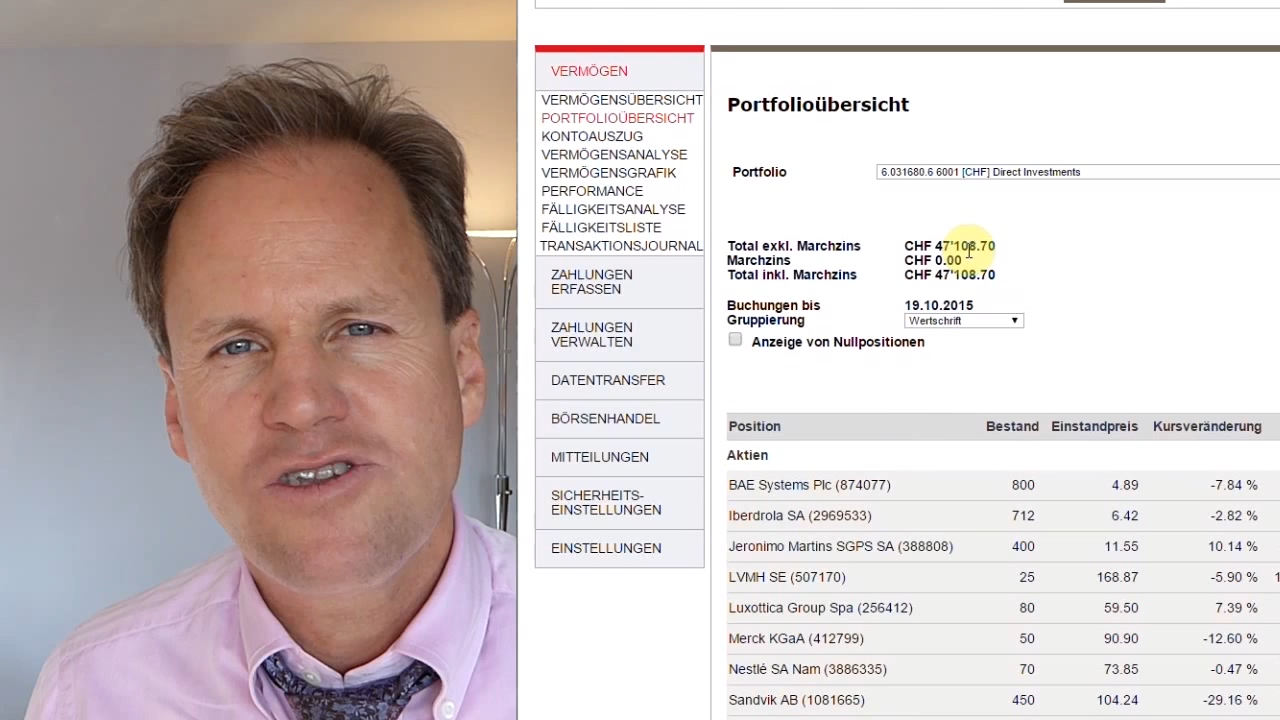 VERMÖGEN
VERMÖGENSÜBERSICHT
PORTFOLIOÜBERSICHT
KONTOAUSZUG
VERMÖGENSANALYSE
VERMÖGENSGRAFIK
PERFORMANCE
FÄLLIGKEITSANALYSE
FÄLLIGKEITSLISTE
TRANSAKTIONSJOURNAL
ZAHLUNGEN
ERFASSEN
ZAHLUNGEN
VERWALTEN
DATENTRANSFER
BÖRSENHANDEL
MITTEILUNGEN
SICHERHEITS-
EINSTELLUNGEN
EINSTELLUNGEN
Portfolioübersicht
Portfolio 6.031680.6 6001 [CHF] Direct Investments
Total exkl. Marchzins CHF 47'108.70
Marchzins CHF 0.00
Total inkl. Marchzins CHF 47'108.70
Buchungen bis 19.10.2015
Gruppierung Wertschrift
Anzeige von Nullpositionen
Position Bestand Einstandpreis Kursveränderung
Aktien
BAE Systems Plc (874077) 800 4.89 -7.84 %
Iberdrola SA (2969533) 712 6.42 -2.82 %
Jeronimo Martins SGPS SA (388808) 400 11.55 10.14 %
LVMH SE (507170) 25 168.87 -5.90 % 1
Luxottica Group Spa (256412) 80 59.50 7.39 %
Merck KGaA (412799) 50 90.90 -12.60 %
Nestlé SA Nam (3886335) 70 73.85 -0.47 %
Sandvik AB (1081665) 450 104.24 -29.16 %